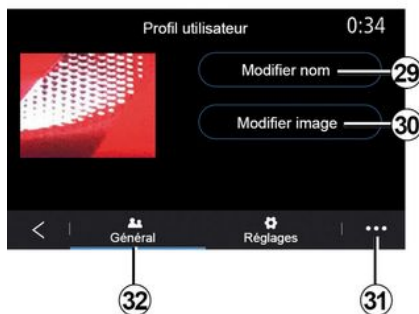 Profil utilisateur 0:34
Modifier nom 29
Modifier image 30
Général Réglages
32 31